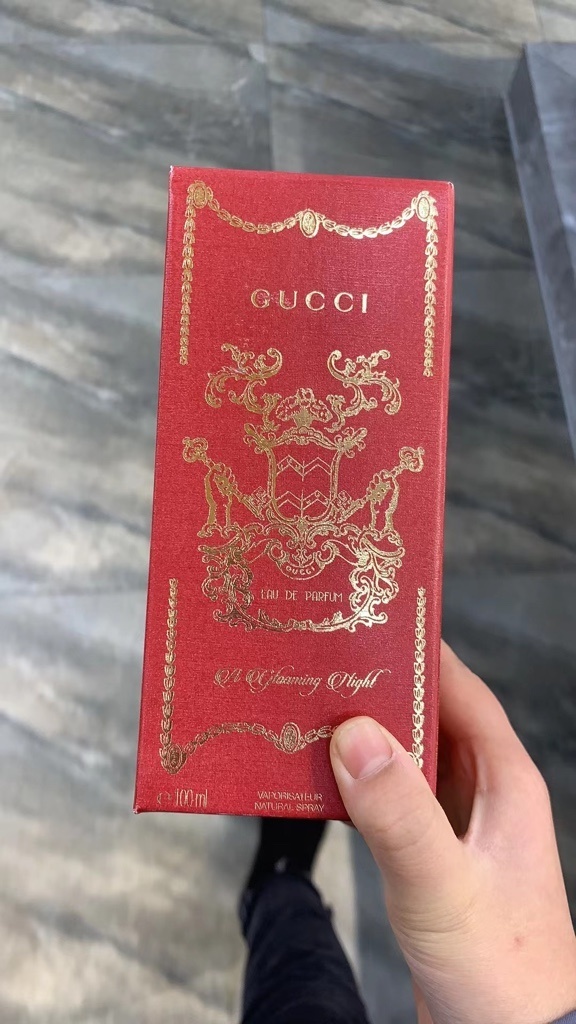 GUCCI
GUCCI
EAU DE PARFUM
A Gloaming Night
e 100 ml
VAPORISATEUR
NATURAL SPRAY